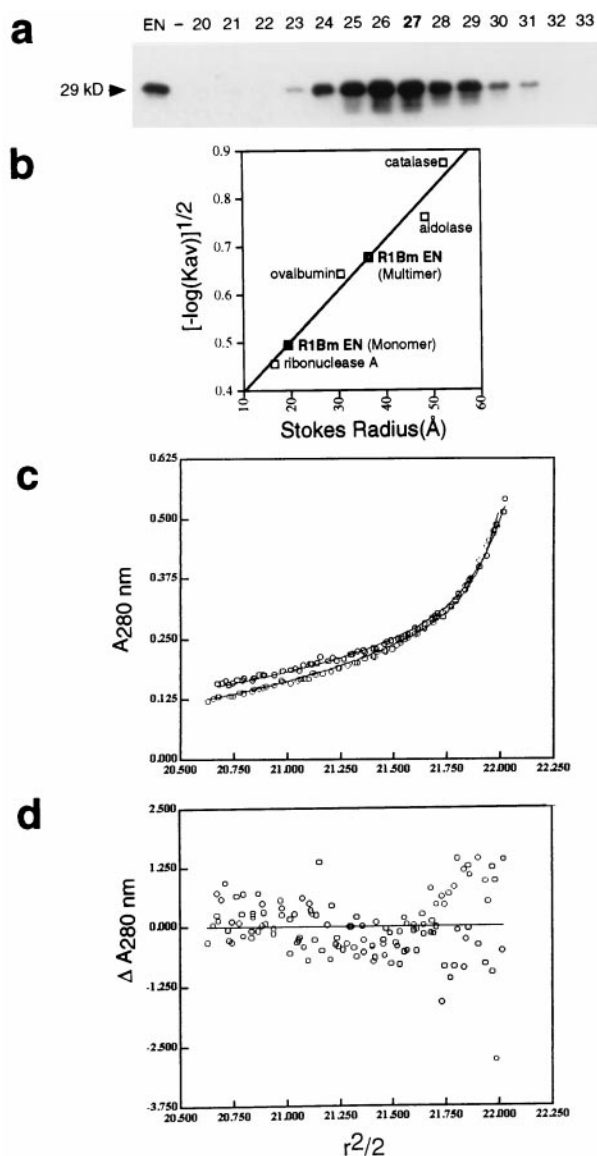 a
EN – 20 21 22 23 24 25 26 27 28 29 30 31 32 33
29 kD
b
[-log(Kav)]1/2
0.9
0.8
0.7
0.6
0.5
0.4
catalase
aldolase
R1Bm EN
(Multimer)
ovalbumin
R1Bm EN (Monomer)
ribonuclease A
10 20 30 40 50 60
Stokes Radius(Å)
c
A280 nm
0.625
0.500
0.375
0.250
0.125
0.000
20.500 20.750 21.000 21.250 21.500 21.750 22.000 22.250
d
Δ A280 nm
2.500
1.250
0.000
-1.250
-2.500
-3.750
20.500 20.750 21.000 21.250 21.500 21.750 22.000 22.250
r2/2